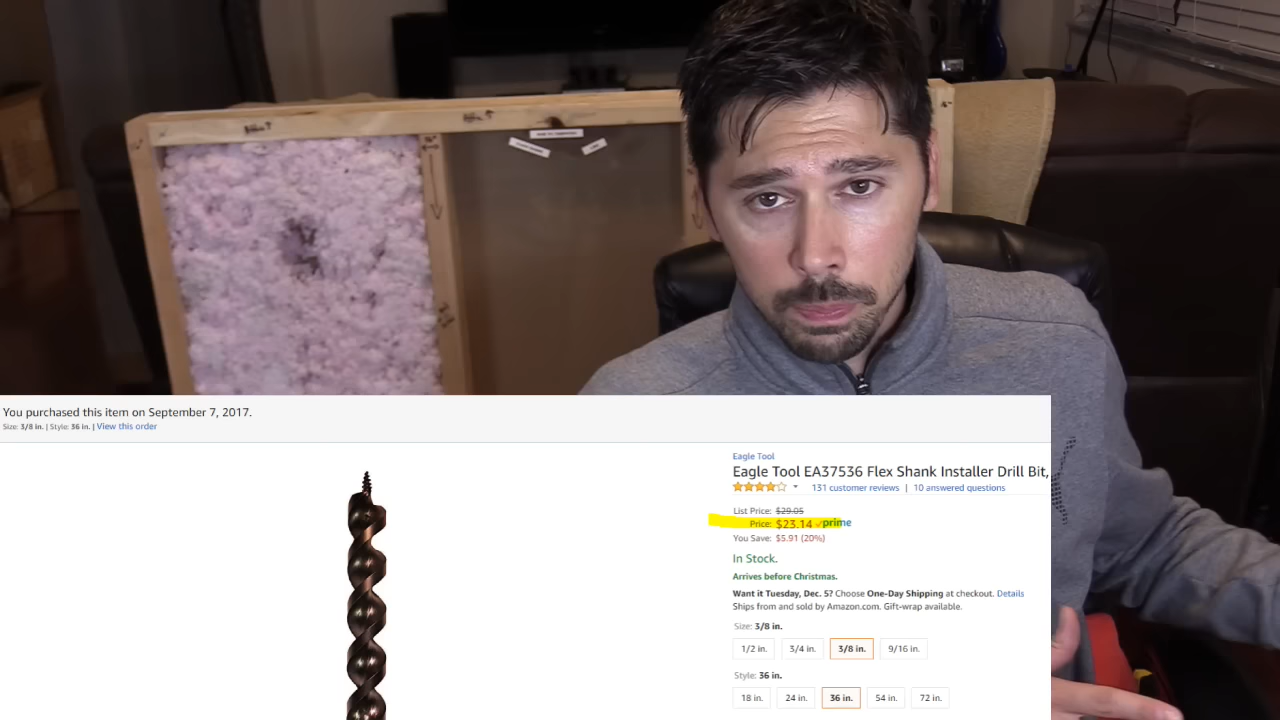 You purchased this item on September 7, 2017.
Size: 3/8 in. | Style: 36 in. | View this order
Eagle Tool
Eagle Tool EA37536 Flex Shank Installer Drill Bit,
131 customer reviews | 10 answered questions
List Price: $29.05
Price: $23.14 prime
You Save: $5.91 (20%)
In Stock.
Arrives before Christmas.
Want it Tuesday, Dec. 5? Choose One-Day Shipping at checkout. Details
Ships from and sold by Amazon.com. Gift-wrap available.
Size: 3/8 in.
1/2 in. 3/4 in. 3/8 in. 9/16 in.
Style: 36 in.
18 in. 24 in. 36 in. 54 in. 72 in.